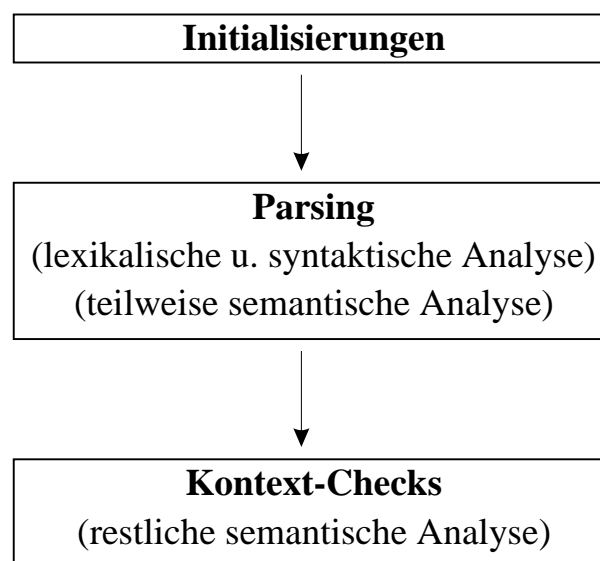 Initialisierungen
Parsing
(lexikalische u. syntaktische Analyse)
(teilweise semantische Analyse)
Kontext-Checks
(restliche semantische Analyse)